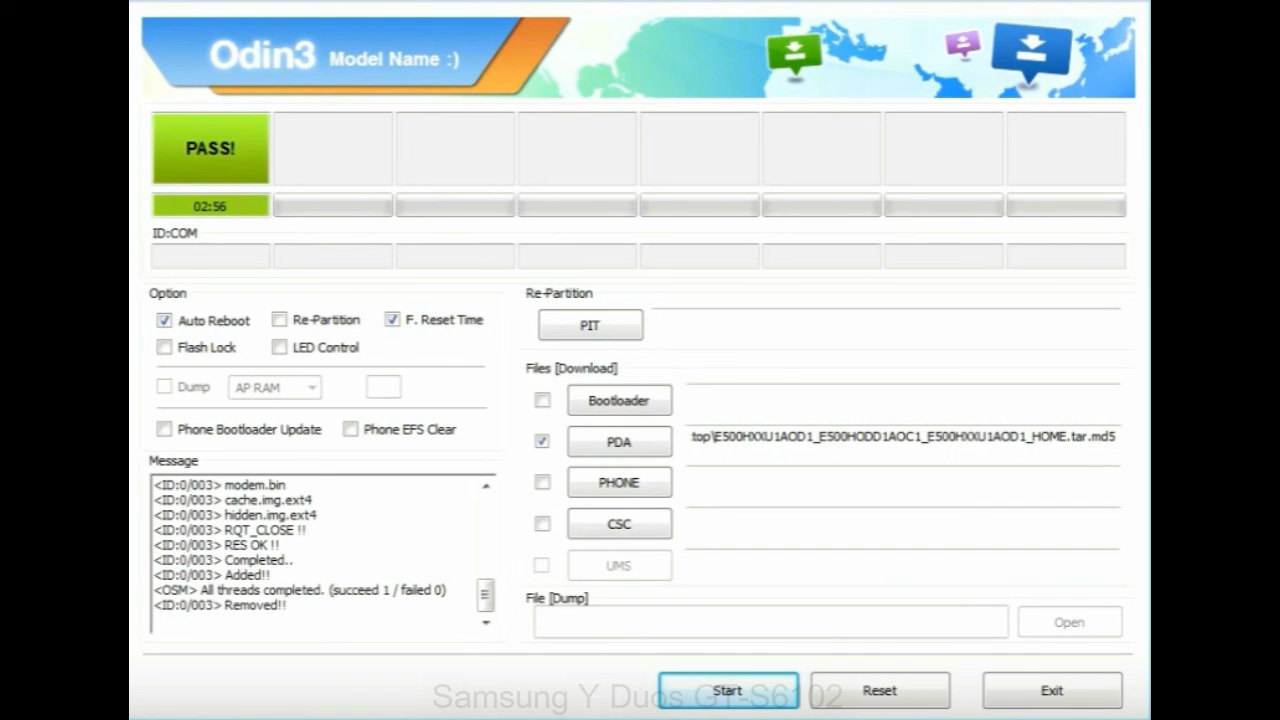 Odin3 Model Name :)
PASS!
02:56
ID:COM
Option
Auto Reboot Re-Partition F. Reset Time
Flash Lock LED Control
Dump AP RAM
Phone Bootloader Update Phone EFS Clear
Message
<ID:0/003> modem.bin
<ID:0/003> cache.img.ext4
<ID:0/003> hidden.img.ext4
<ID:0/003> RQT_CLOSE !!
<ID:0/003> RES OK !!
<ID:0/003> Completed..
<ID:0/003> Added!!
<OSM> All threads completed. (succeed 1 / failed 0)
<ID:0/003> Removed!!
Re-Partition
PIT
Files [Download]
Bootloader
PDA top\E500HXXU1AOD1_E500HODD1AOC1_E500HXXU1AOD1_HOME.tar.md5
PHONE
CSC
UMS
File [Dump]
Open
Start Reset Exit
Samsung Y Duos GT-S6102